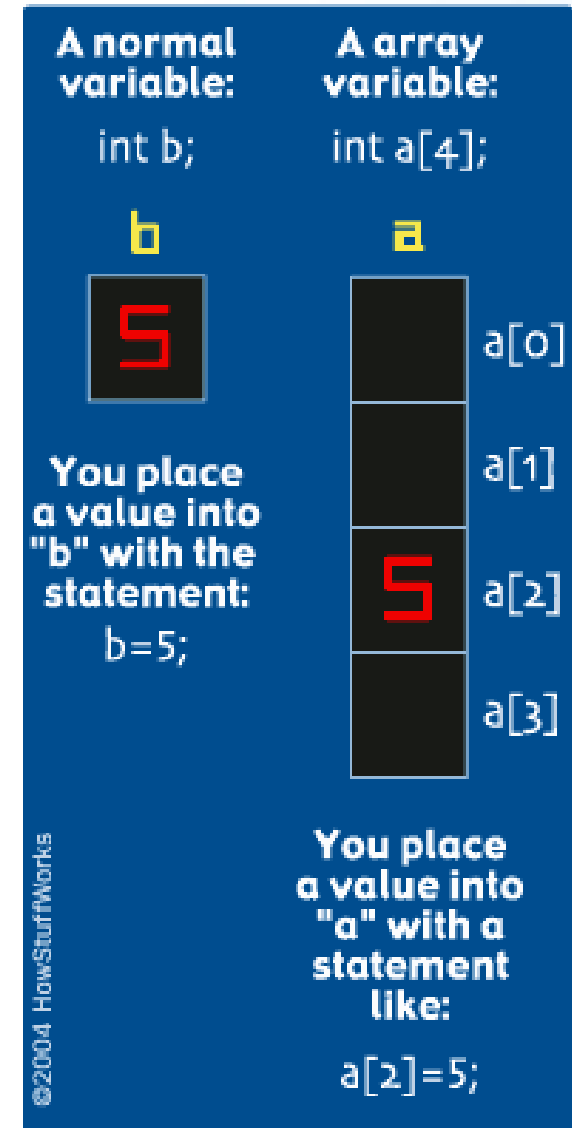 A normal
variable:
int b;
b
5
You place
a value into
"b" with the
statement:
b=5;
A array
variable:
int a[4];
a
a[0]
a[1]
5
a[2]
a[3]
You place
a value into
"a" with a
statement
like:
a[2]=5;
©2004 HowStuffWorks